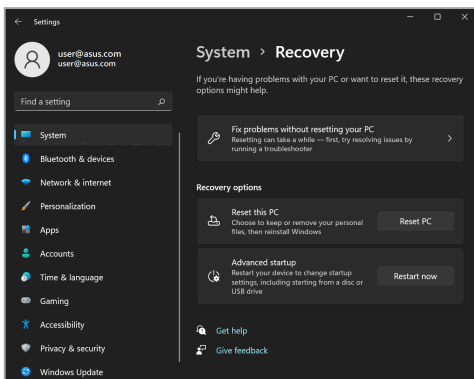 Settings
user@asus.com
user@asus.com
Find a setting
System
Bluetooth & devices
Network & internet
Personalization
Apps
Accounts
Time & language
Gaming
Accessibility
Privacy & security
Windows Update
System > Recovery
If you're having problems with your PC or want to reset it, these recovery
options might help.
Fix problems without resetting your PC
Resetting can take a while — first, try resolving issues by
running a troubleshooter
Recovery options
Reset this PC
Choose to keep or remove your personal
files, then reinstall Windows
Reset PC
Advanced startup
Restart your device to change startup
settings, including starting from a disc or
USB drive
Restart now
Get help
Give feedback